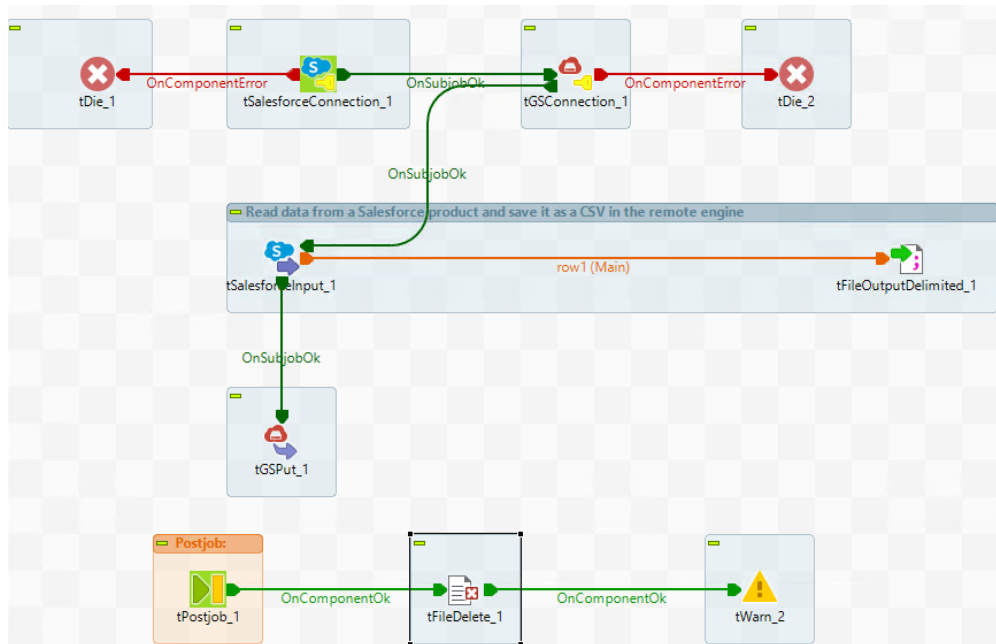 OnComponentError
OnSubjobOk
OnComponentError
tDie_1
tSalesforceConnection_1
tGSConnection_1
tDie_2
OnSubjobOk
Read data from a Salesforce product and save it as a CSV in the remote engine
row1 (Main)
tSalesforceInput_1
tFileOutputDelimited_1
OnSubjobOk
tGSPut_1
Postjob:
OnComponentOk
OnComponentOk
tPostjob_1
tFileDelete_1
tWarn_2